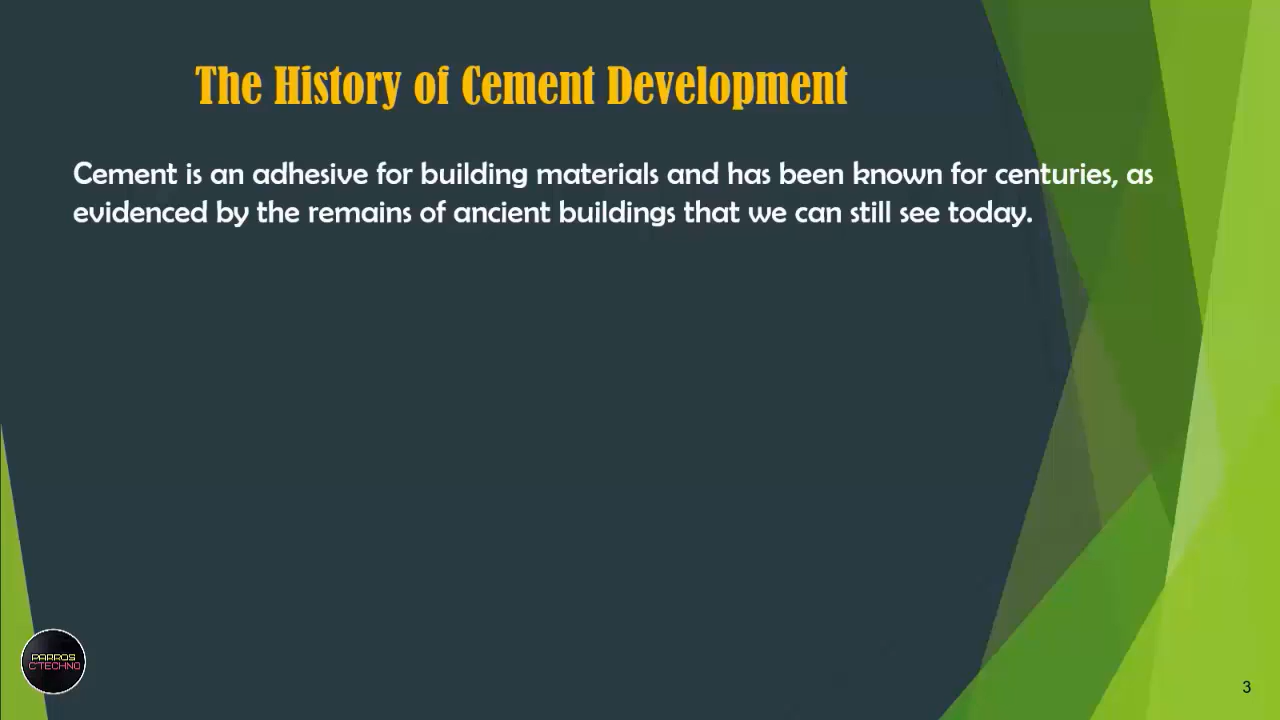 The History of Cement Development
Cement is an adhesive for building materials and has been known for centuries, as
evidenced by the remains of ancient buildings that we can still see today.
PARROS
C'TECHNO
3